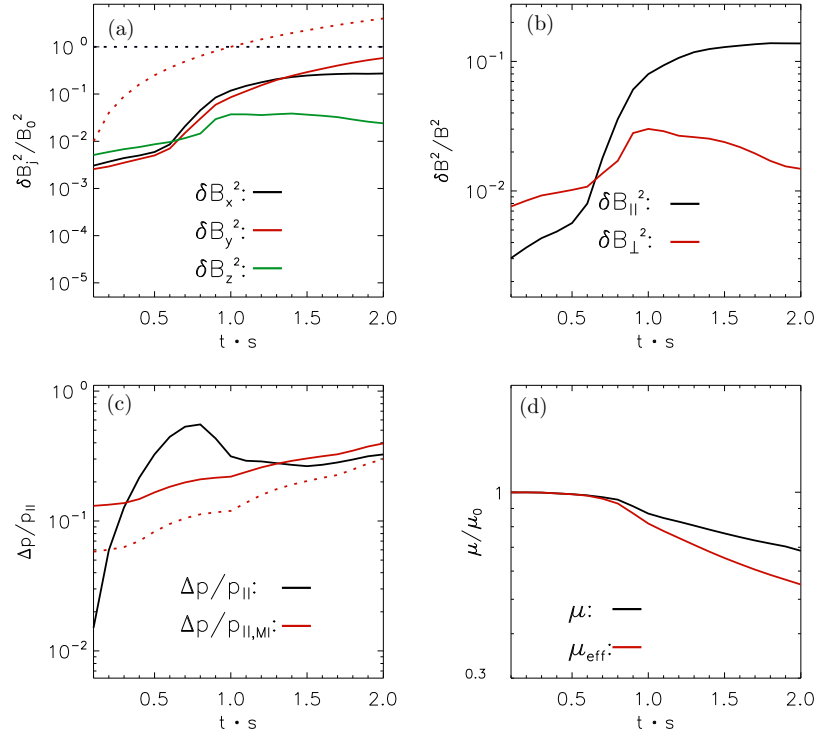 (a)
10^0
10^-1
10^-2
10^-3
10^-4
10^-5
δB_j^2/B_0^2
δB_x^2:
δB_y^2:
δB_z^2:
0.5 1.0 1.5 2.0
t · s
(b)
10^-1
10^-2
δB^2/B^2
δB_||^2:
δB_⊥^2:
0.5 1.0 1.5 2.0
t · s
(c)
10^0
10^-1
10^-2
Δp/p_||
Δp/p_||:
Δp/p_||,MI:
0.5 1.0 1.5 2.0
t · s
(d)
1
0.3
μ/μ_0
μ:
μ_eff:
0.5 1.0 1.5 2.0
t · s